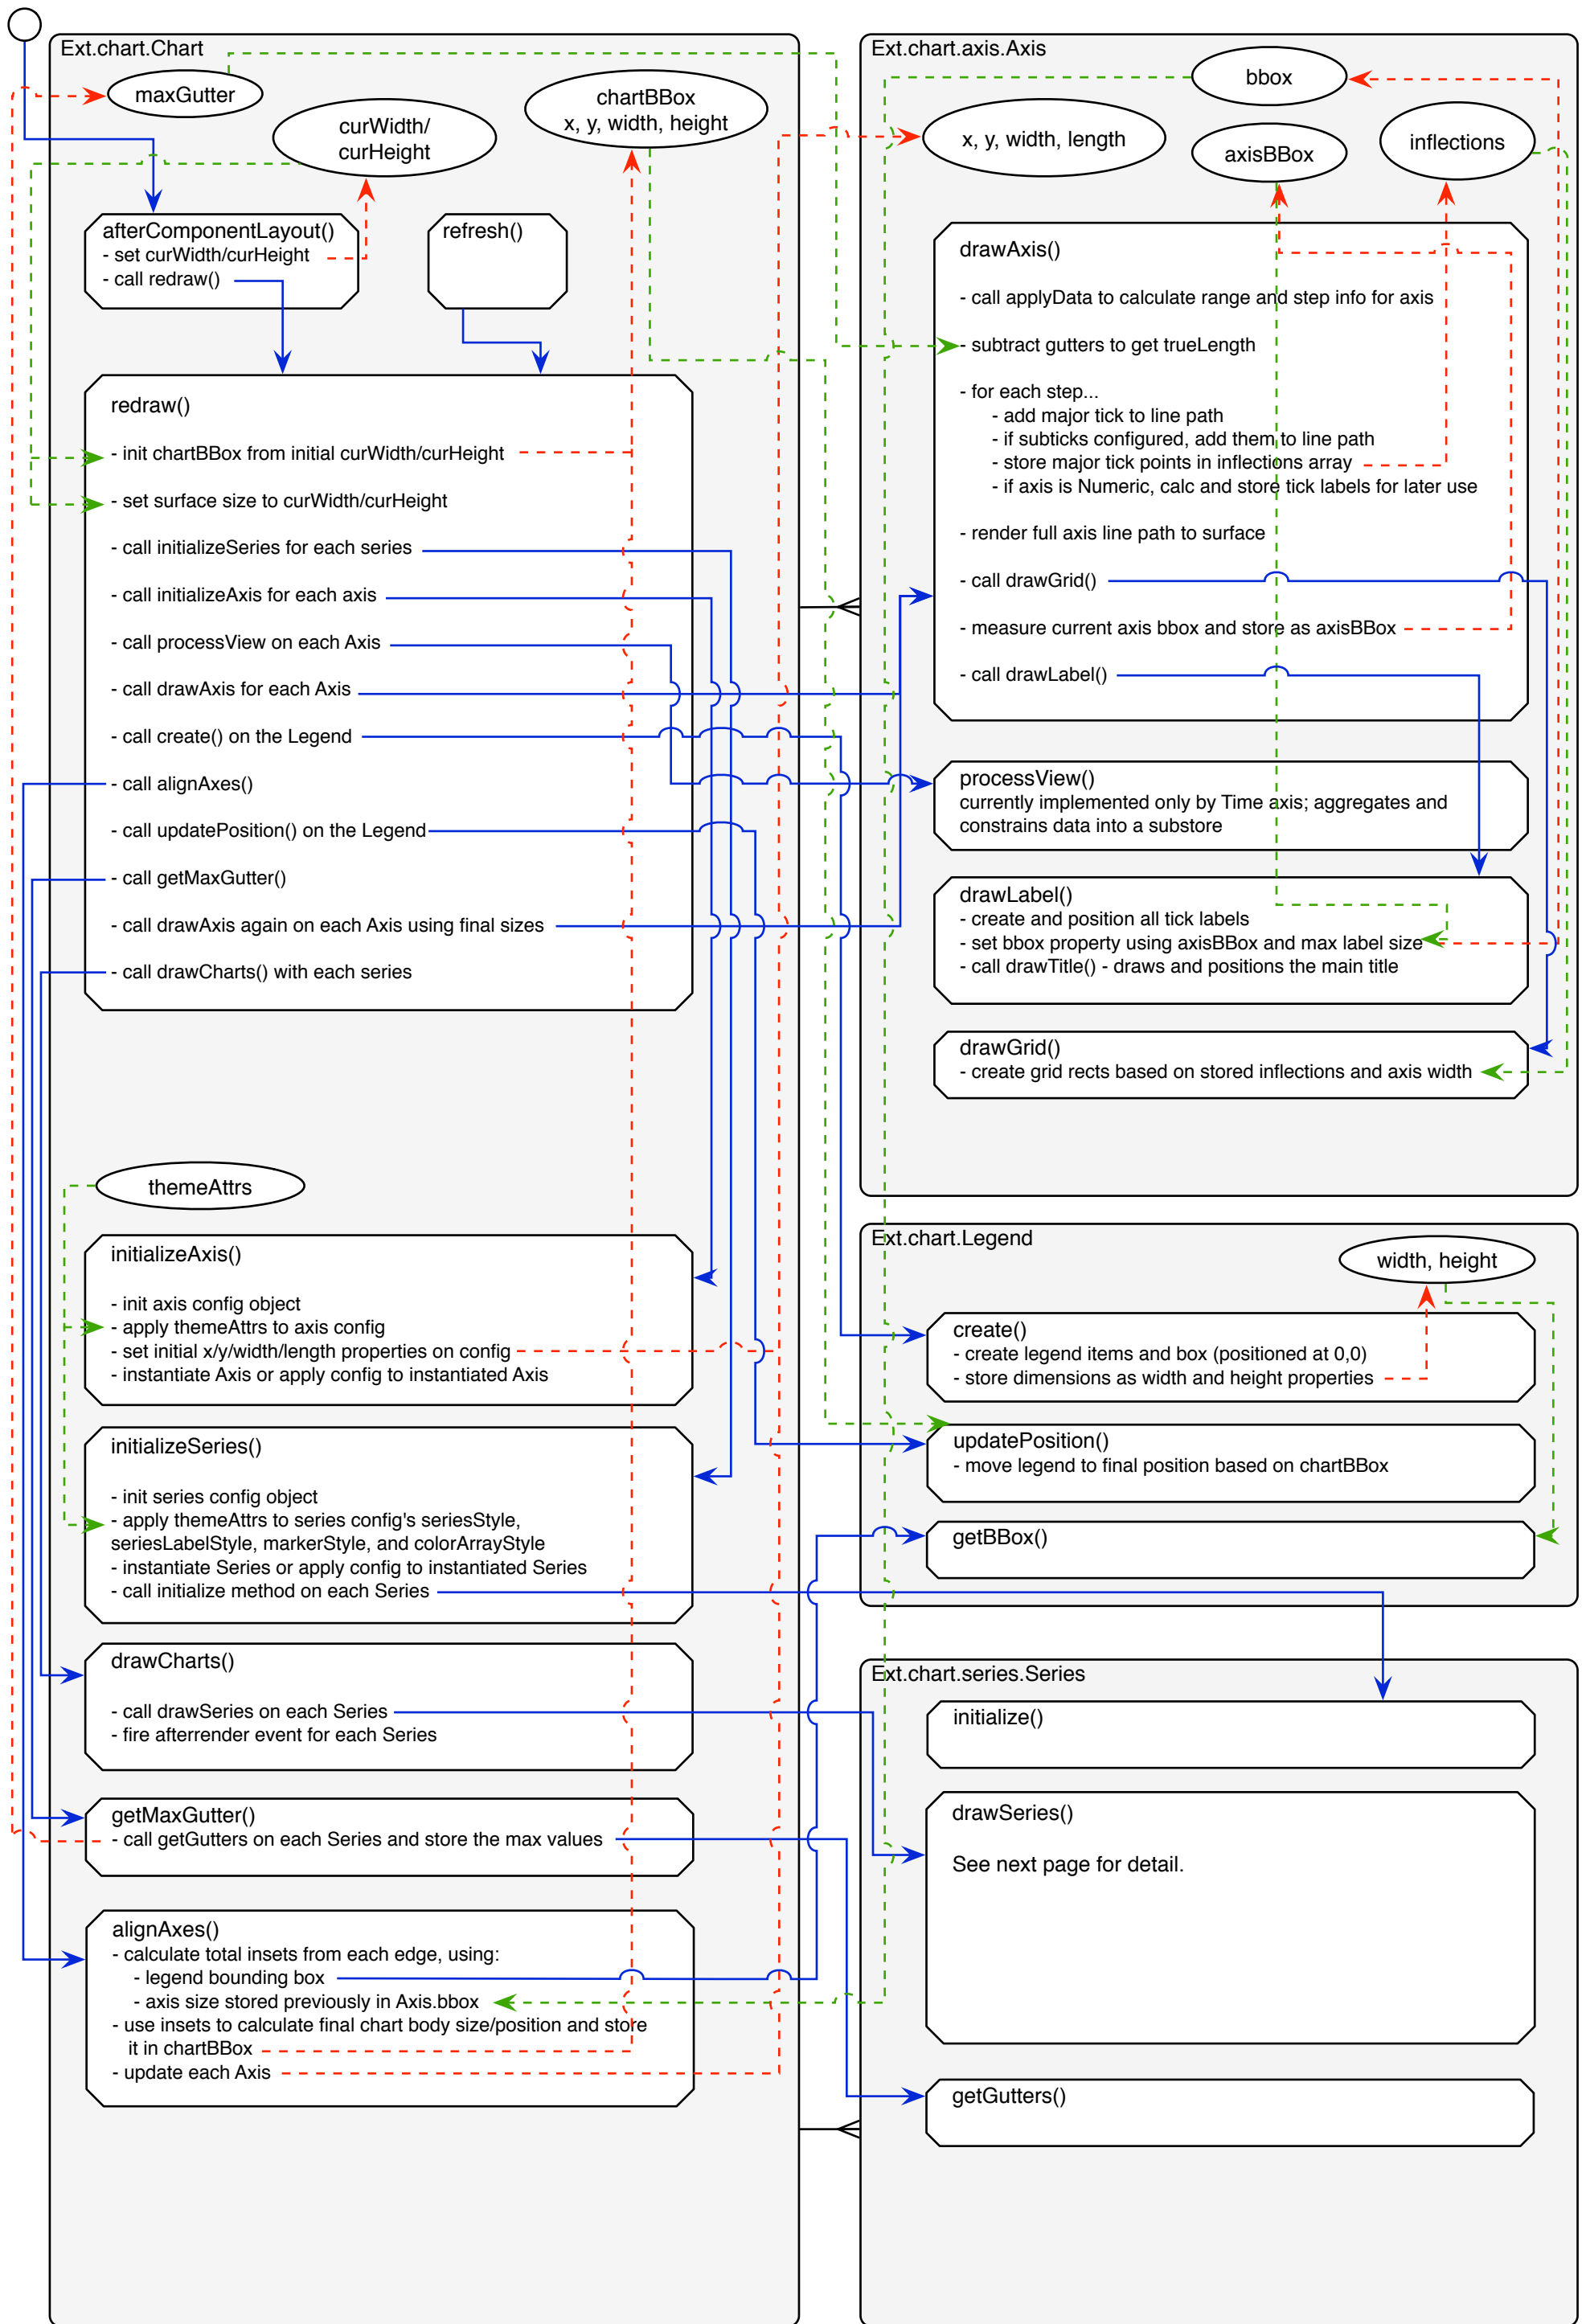 Ext.chart.Chart
maxGutter
curWidth/
curHeight
chartBBox
x, y, width, height
afterComponentLayout()
- set curWidth/curHeight
- call redraw()
refresh()
redraw()
- init chartBBox from initial curWidth/curHeight
- set surface size to curWidth/curHeight
- call initializeSeries for each series
- call initializeAxis for each axis
- call processView on each Axis
- call drawAxis for each Axis
- call create() on the Legend
- call alignAxes()
- call updatePosition() on the Legend
- call getMaxGutter()
- call drawAxis again on each Axis using final sizes
- call drawCharts() with each series
themeAttrs
initializeAxis()
- init axis config object
- apply themeAttrs to axis config
- set initial x/y/width/length properties on config
- instantiate Axis or apply config to instantiated Axis
initializeSeries()
- init series config object
- apply themeAttrs to series config's seriesStyle,
seriesLabelStyle, markerStyle, and colorArrayStyle
- instantiate Series or apply config to instantiated Series
- call initialize method on each Series
drawCharts()
- call drawSeries on each Series
- fire afterrender event for each Series
getMaxGutter()
- call getGutters on each Series and store the max values
alignAxes()
- calculate total insets from each edge, using:
- legend bounding box
- axis size stored previously in Axis.bbox
- use insets to calculate final chart body size/position and store
it in chartBBox
- update each Axis
Ext.chart.axis.Axis
bbox
x, y, width, length
axisBBox
inflections
drawAxis()
- call applyData to calculate range and step info for axis
- subtract gutters to get trueLength
- for each step...
- add major tick to line path
- if subticks configured, add them to line path
- store major tick points in inflections array
- if axis is Numeric, calc and store tick labels for later use
- render full axis line path to surface
- call drawGrid()
- measure current axis bbox and store as axisBBox
- call drawLabel()
processView()
currently implemented only by Time axis; aggregates and
constrains data into a substore
drawLabel()
- create and position all tick labels
- set bbox property using axisBBox and max label size
- call drawTitle() - draws and positions the main title
drawGrid()
- create grid rects based on stored inflections and axis width
Ext.chart.Legend
width, height
create()
- create legend items and box (positioned at 0,0)
- store dimensions as width and height properties
updatePosition()
- move legend to final position based on chartBBox
getBBox()
Ext.chart.series.Series
initialize()
drawSeries()
See next page for detail.
getGutters()